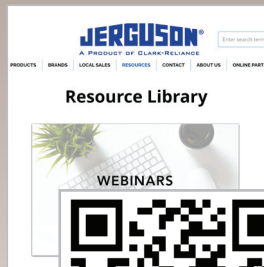 JERGUSON®
A PRODUCT OF CLARK-RELIANCE
Enter search term
PRODUCTS BRANDS LOCAL SALES RESOURCES CONTACT ABOUT US ONLINE PART
Resource Library
WEBINARS